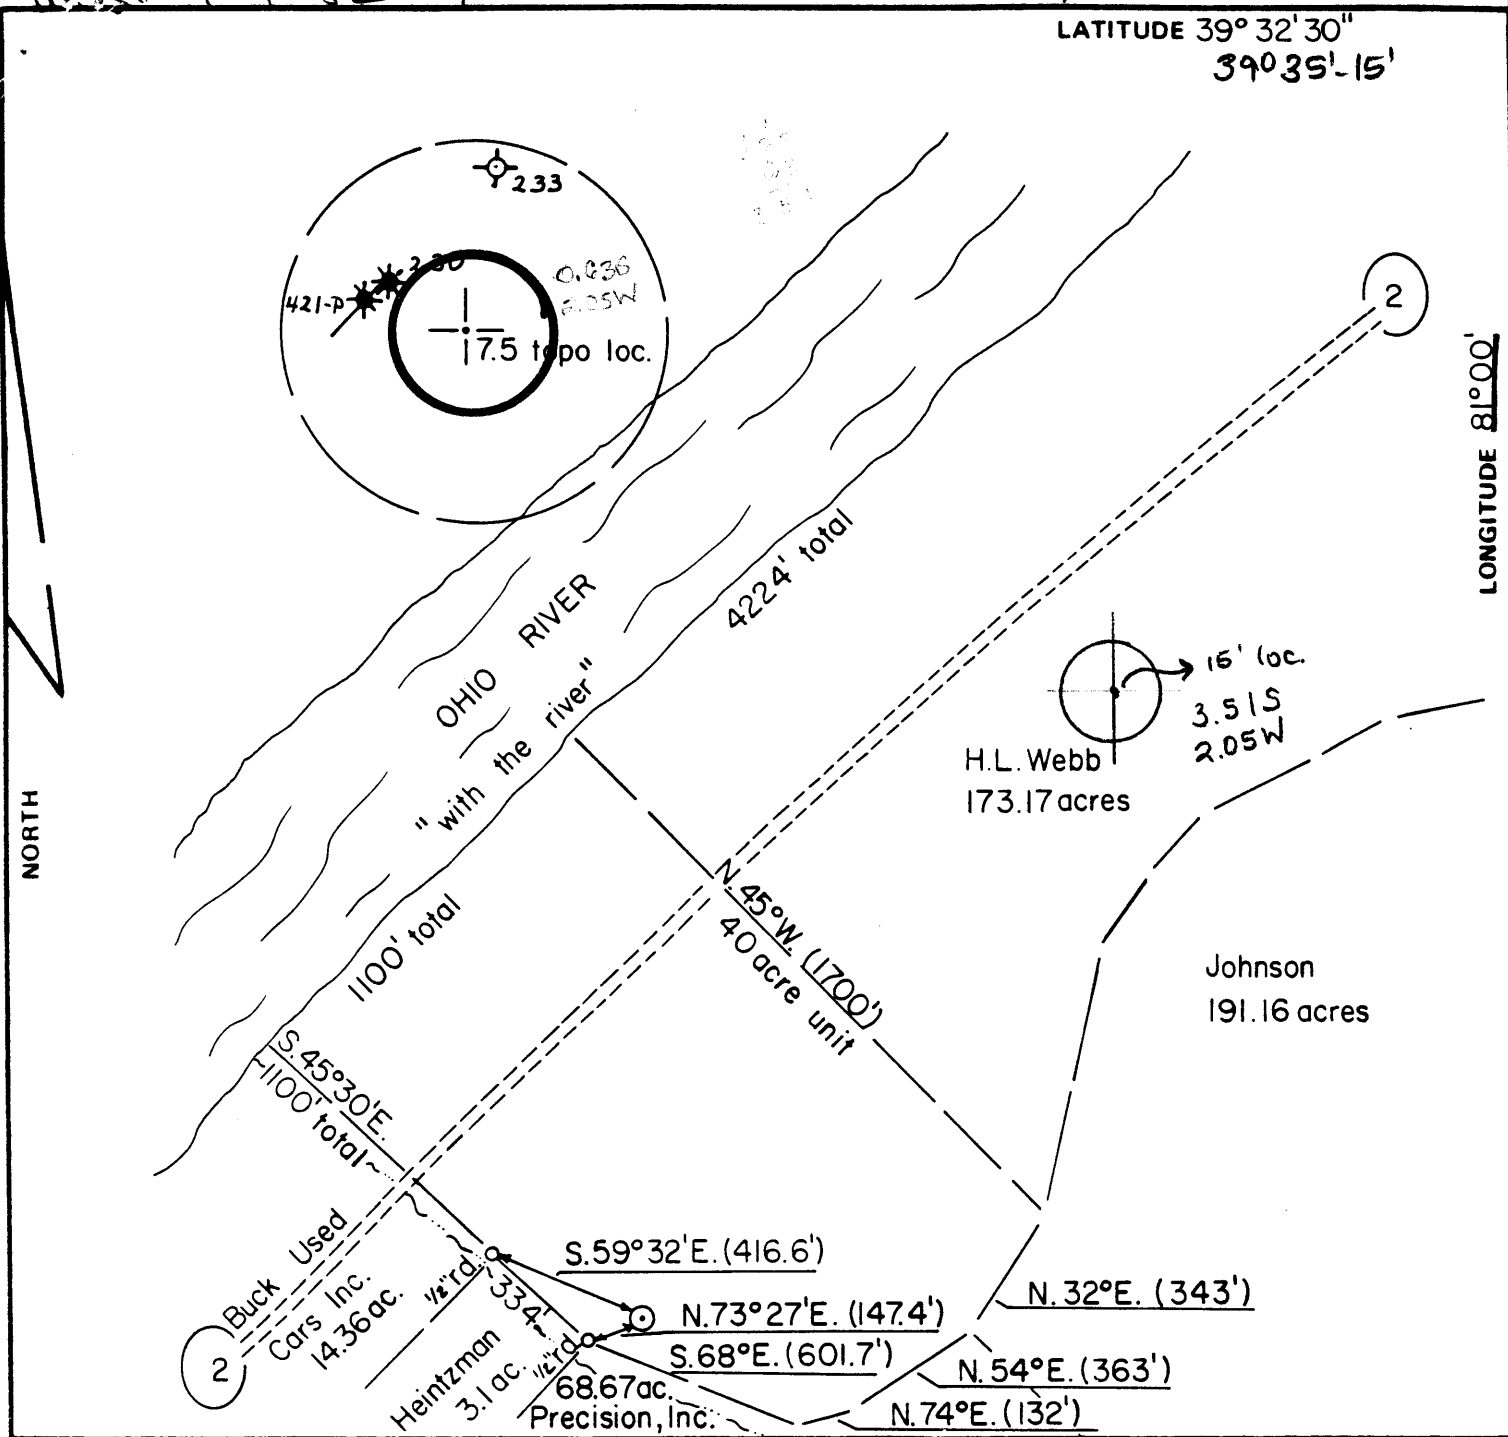 LATITUDE 39° 32' 30"
39° 35'-15'
233
2-30
421-P
2.05W
7.5 topo loc.
2
LONGITUDE 81° 00'
OHIO RIVER
4224' total
"with the river"
15' loc.
3.51S
2.05W
H.L. Webb
173.17 acres
NORTH
1100' total
N. 45° W. (1700')
40 acre unit
Johnson
191.16 acres
S. 45° 30' E.
~1100' total~
S. 59° 32' E. (416.6')
N. 73° 27' E. (147.4')
S. 68° E. (601.7')
N. 32° E. (343')
N. 54° E. (363')
N. 74° E. (132')
~334'~
1/2" rd.
1/2" rd.
Buck Used
Cars Inc.
14.36 ac.
2
Heintzman
3.1 ac.
68.67 ac.
Precision, Inc.